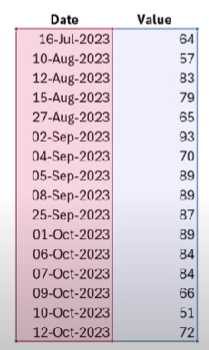 Date Value
16-Jul-2023 64
10-Aug-2023 57
12-Aug-2023 83
15-Aug-2023 79
27-Aug-2023 65
02-Sep-2023 93
04-Sep-2023 70
05-Sep-2023 89
08-Sep-2023 89
25-Sep-2023 87
01-Oct-2023 89
06-Oct-2023 84
07-Oct-2023 84
09-Oct-2023 66
10-Oct-2023 51
12-Oct-2023 72